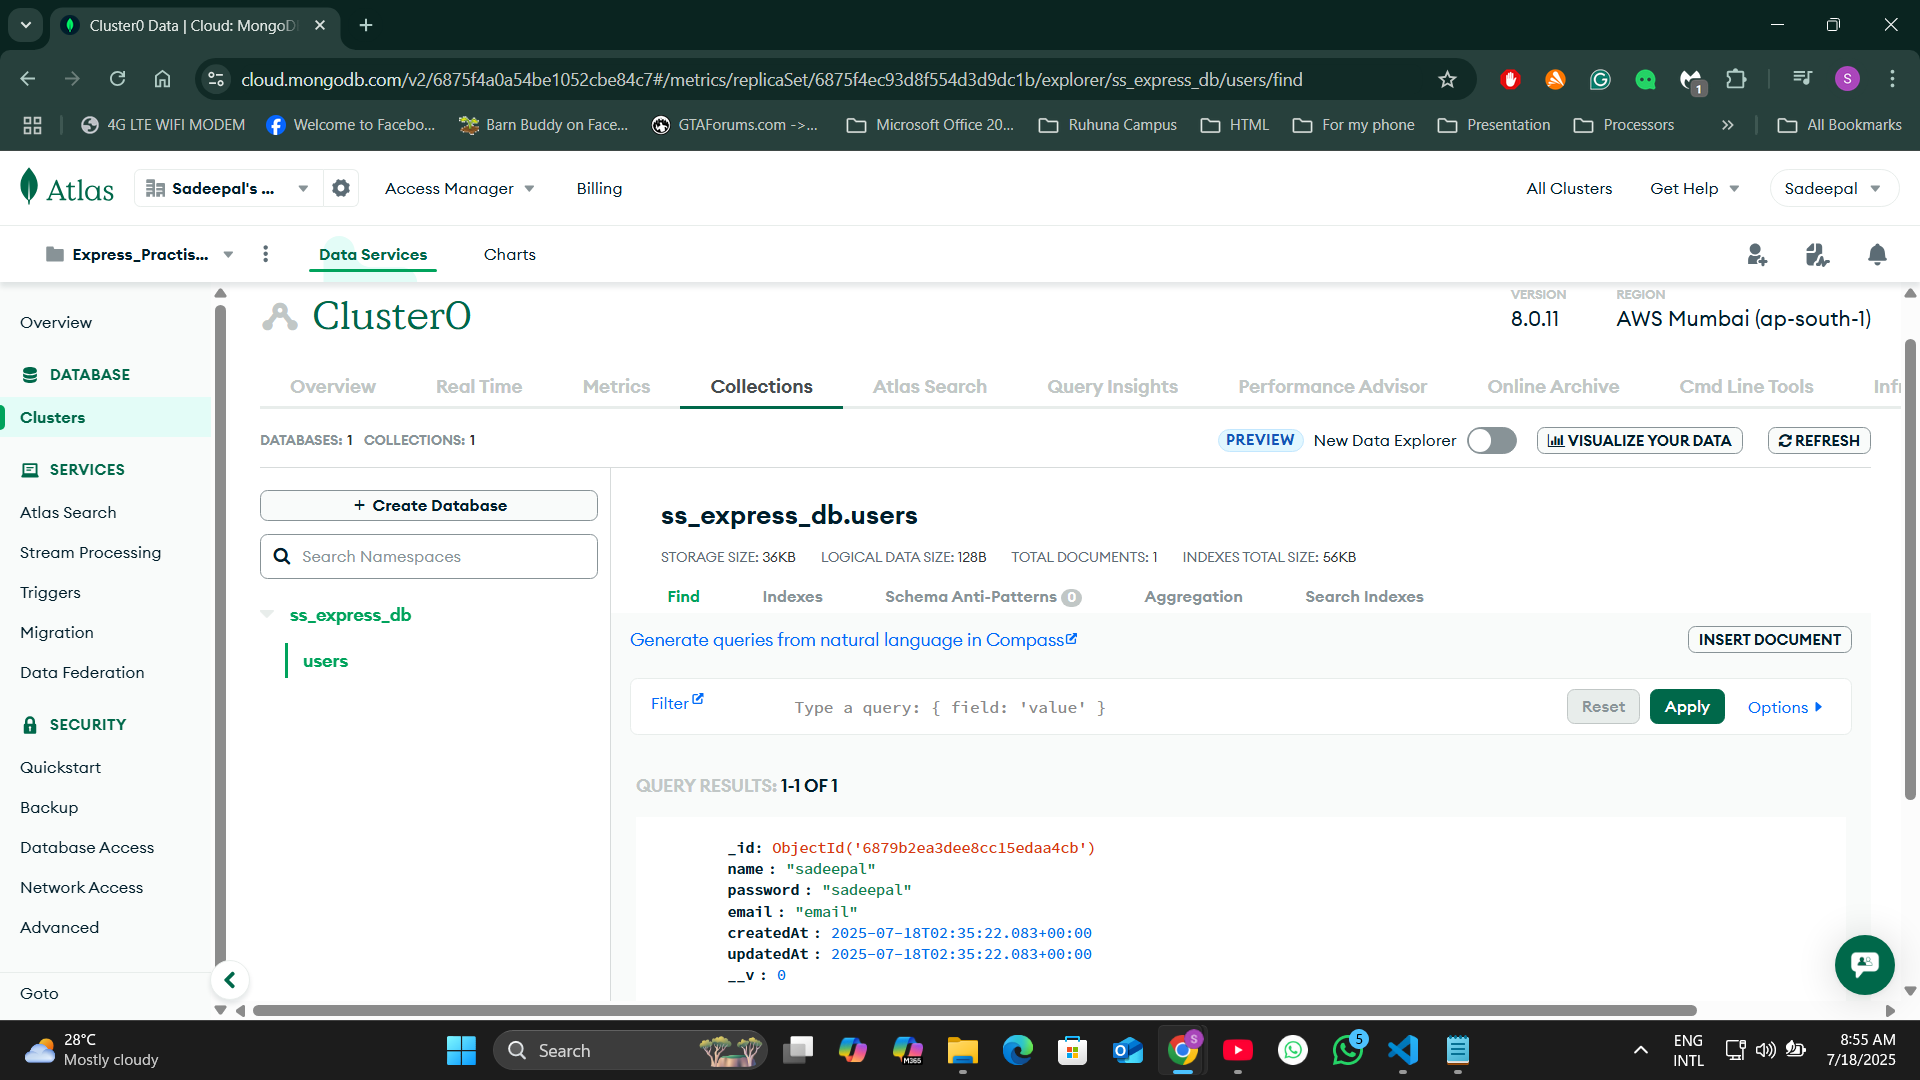 Cluster0 Data | Cloud: MongoD
cloud.mongodb.com/v2/6875f4a0a54be1052cbe84c7#/metrics/replicaSet/6875f4ec93d8f554d3d9dc1b/explorer/ss_express_db/users/find
S
1
4G LTE WIFI MODEM
Welcome to Facebo...
Barn Buddy on Face...
GTAForums.com ->...
Microsoft Office 20...
Ruhuna Campus
HTML
For my phone
Presentation
Processors
All Bookmarks
Atlas
Sadeepal's ...
Access Manager
Billing
All Clusters
Get Help
Sadeepal
Express_Practis...
Data Services
Charts
Overview
DATABASE
Clusters
SERVICES
Atlas Search
Stream Processing
Triggers
Migration
Data Federation
SECURITY
Quickstart
Backup
Database Access
Network Access
Advanced
Goto
Cluster0
VERSION
8.0.11
REGION
AWS Mumbai (ap-south-1)
Overview
Real Time
Metrics
Collections
Atlas Search
Query Insights
Performance Advisor
Online Archive
Cmd Line Tools
Infr
DATABASES: 1 COLLECTIONS: 1
PREVIEW
New Data Explorer
VISUALIZE YOUR DATA
REFRESH
+ Create Database
Search Namespaces
ss_express_db
users
ss_express_db.users
STORAGE SIZE: 36KB LOGICAL DATA SIZE: 128B TOTAL DOCUMENTS: 1 INDEXES TOTAL SIZE: 56KB
Find
Indexes
Schema Anti-Patterns 0
Aggregation
Search Indexes
Generate queries from natural language in Compass
INSERT DOCUMENT
Filter
Type a query: { field: 'value' }
Reset
Apply
Options
QUERY RESULTS: 1-1 OF 1
_id: ObjectId('6879b2ea3dee8cc15edaa4cb')
name : "sadeepal"
password : "sadeepal"
email : "email"
createdAt : 2025-07-18T02:35:22.083+00:00
updatedAt : 2025-07-18T02:35:22.083+00:00
__v : 0
28°C
Mostly cloudy
Search
M365
S
5
ENG
INTL
8:55 AM
7/18/2025